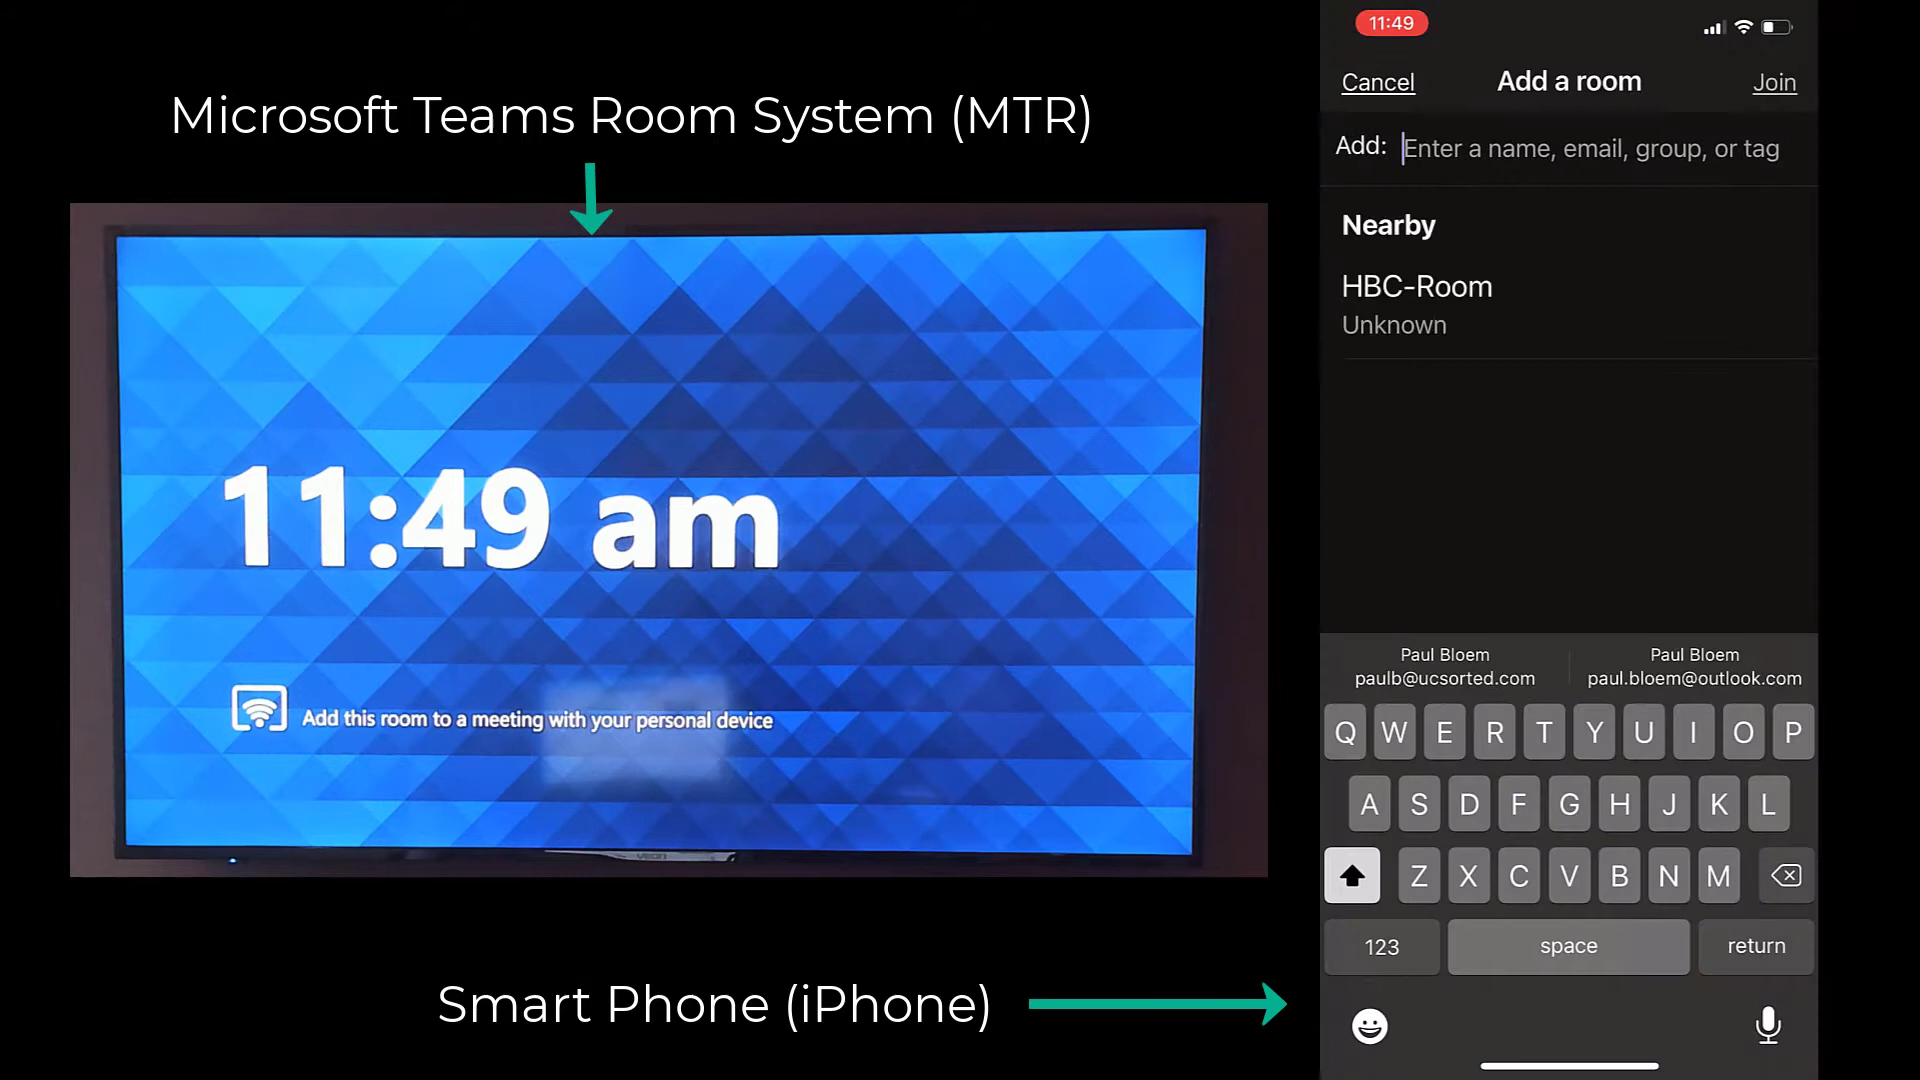 Microsoft Teams Room System (MTR)
11:49 am
Add this room to a meeting with your personal device
VEON
Smart Phone (iPhone)
11:49
Cancel Add a room Join
Add: Enter a name, email, group, or tag
Nearby
HBC-Room
Unknown
Paul Bloem Paul Bloem
paulb@ucsorted.com paul.bloem@outlook.com
Q W E R T Y U I O P
A S D F G H J K L
Z X C V B N M
123 space return